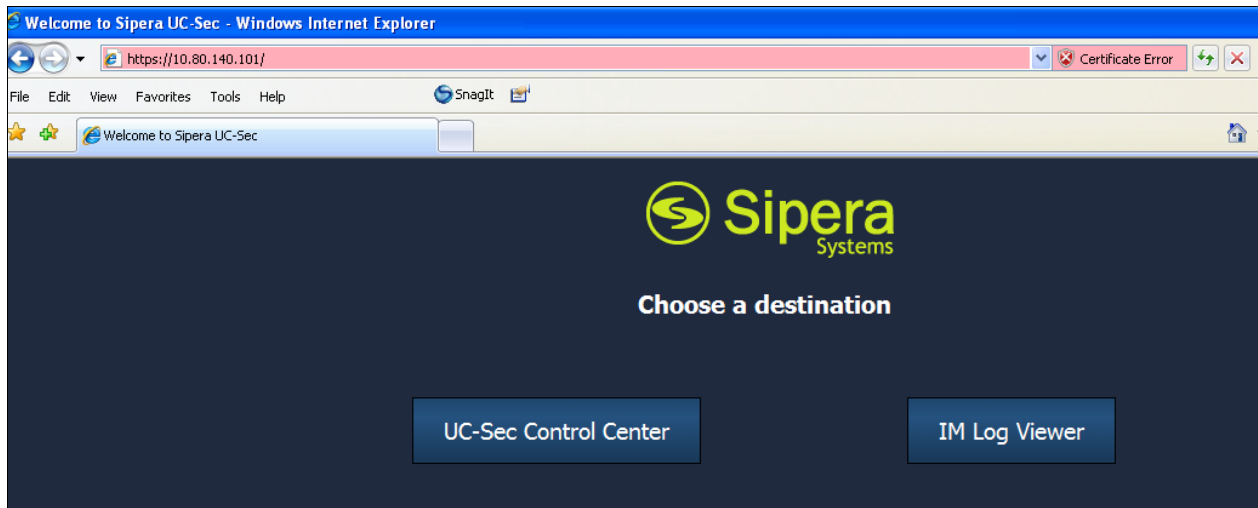 Welcome to Sipera UC-Sec - Windows Internet Explorer
https://10.80.140.101/ Certificate Error
File Edit View Favorites Tools Help SnagIt
Welcome to Sipera UC-Sec
Sipera
Systems
Choose a destination
UC-Sec Control Center IM Log Viewer